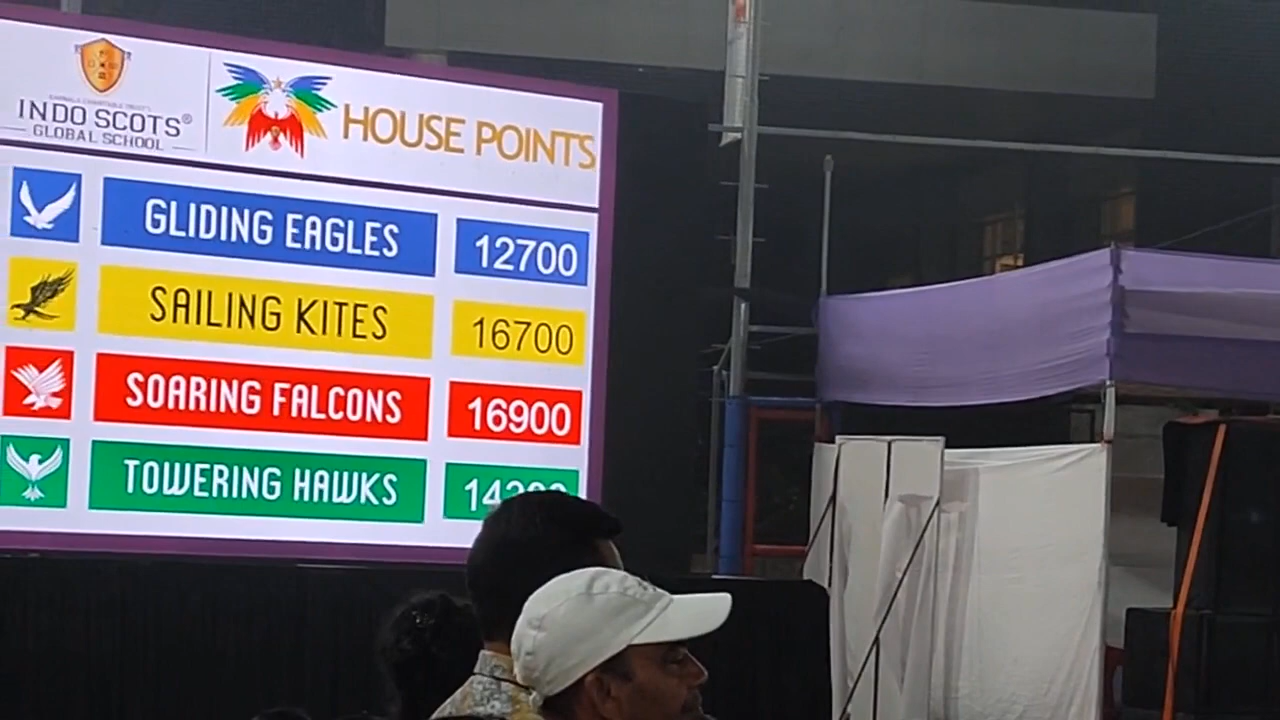 INDO SCOTS®
GLOBAL SCHOOL
HOUSE POINTS
GLIDING EAGLES 12700
SAILING KITES 16700
SOARING FALCONS 16900
TOWERING HAWKS